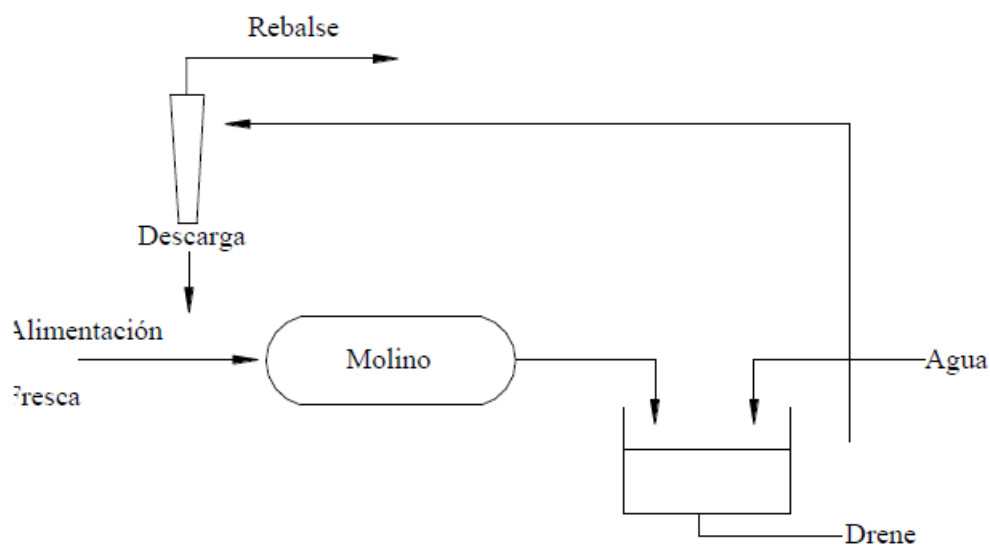 Rebalse
Descarga
Alimentación
Molino
Agua
Fresca
Drene